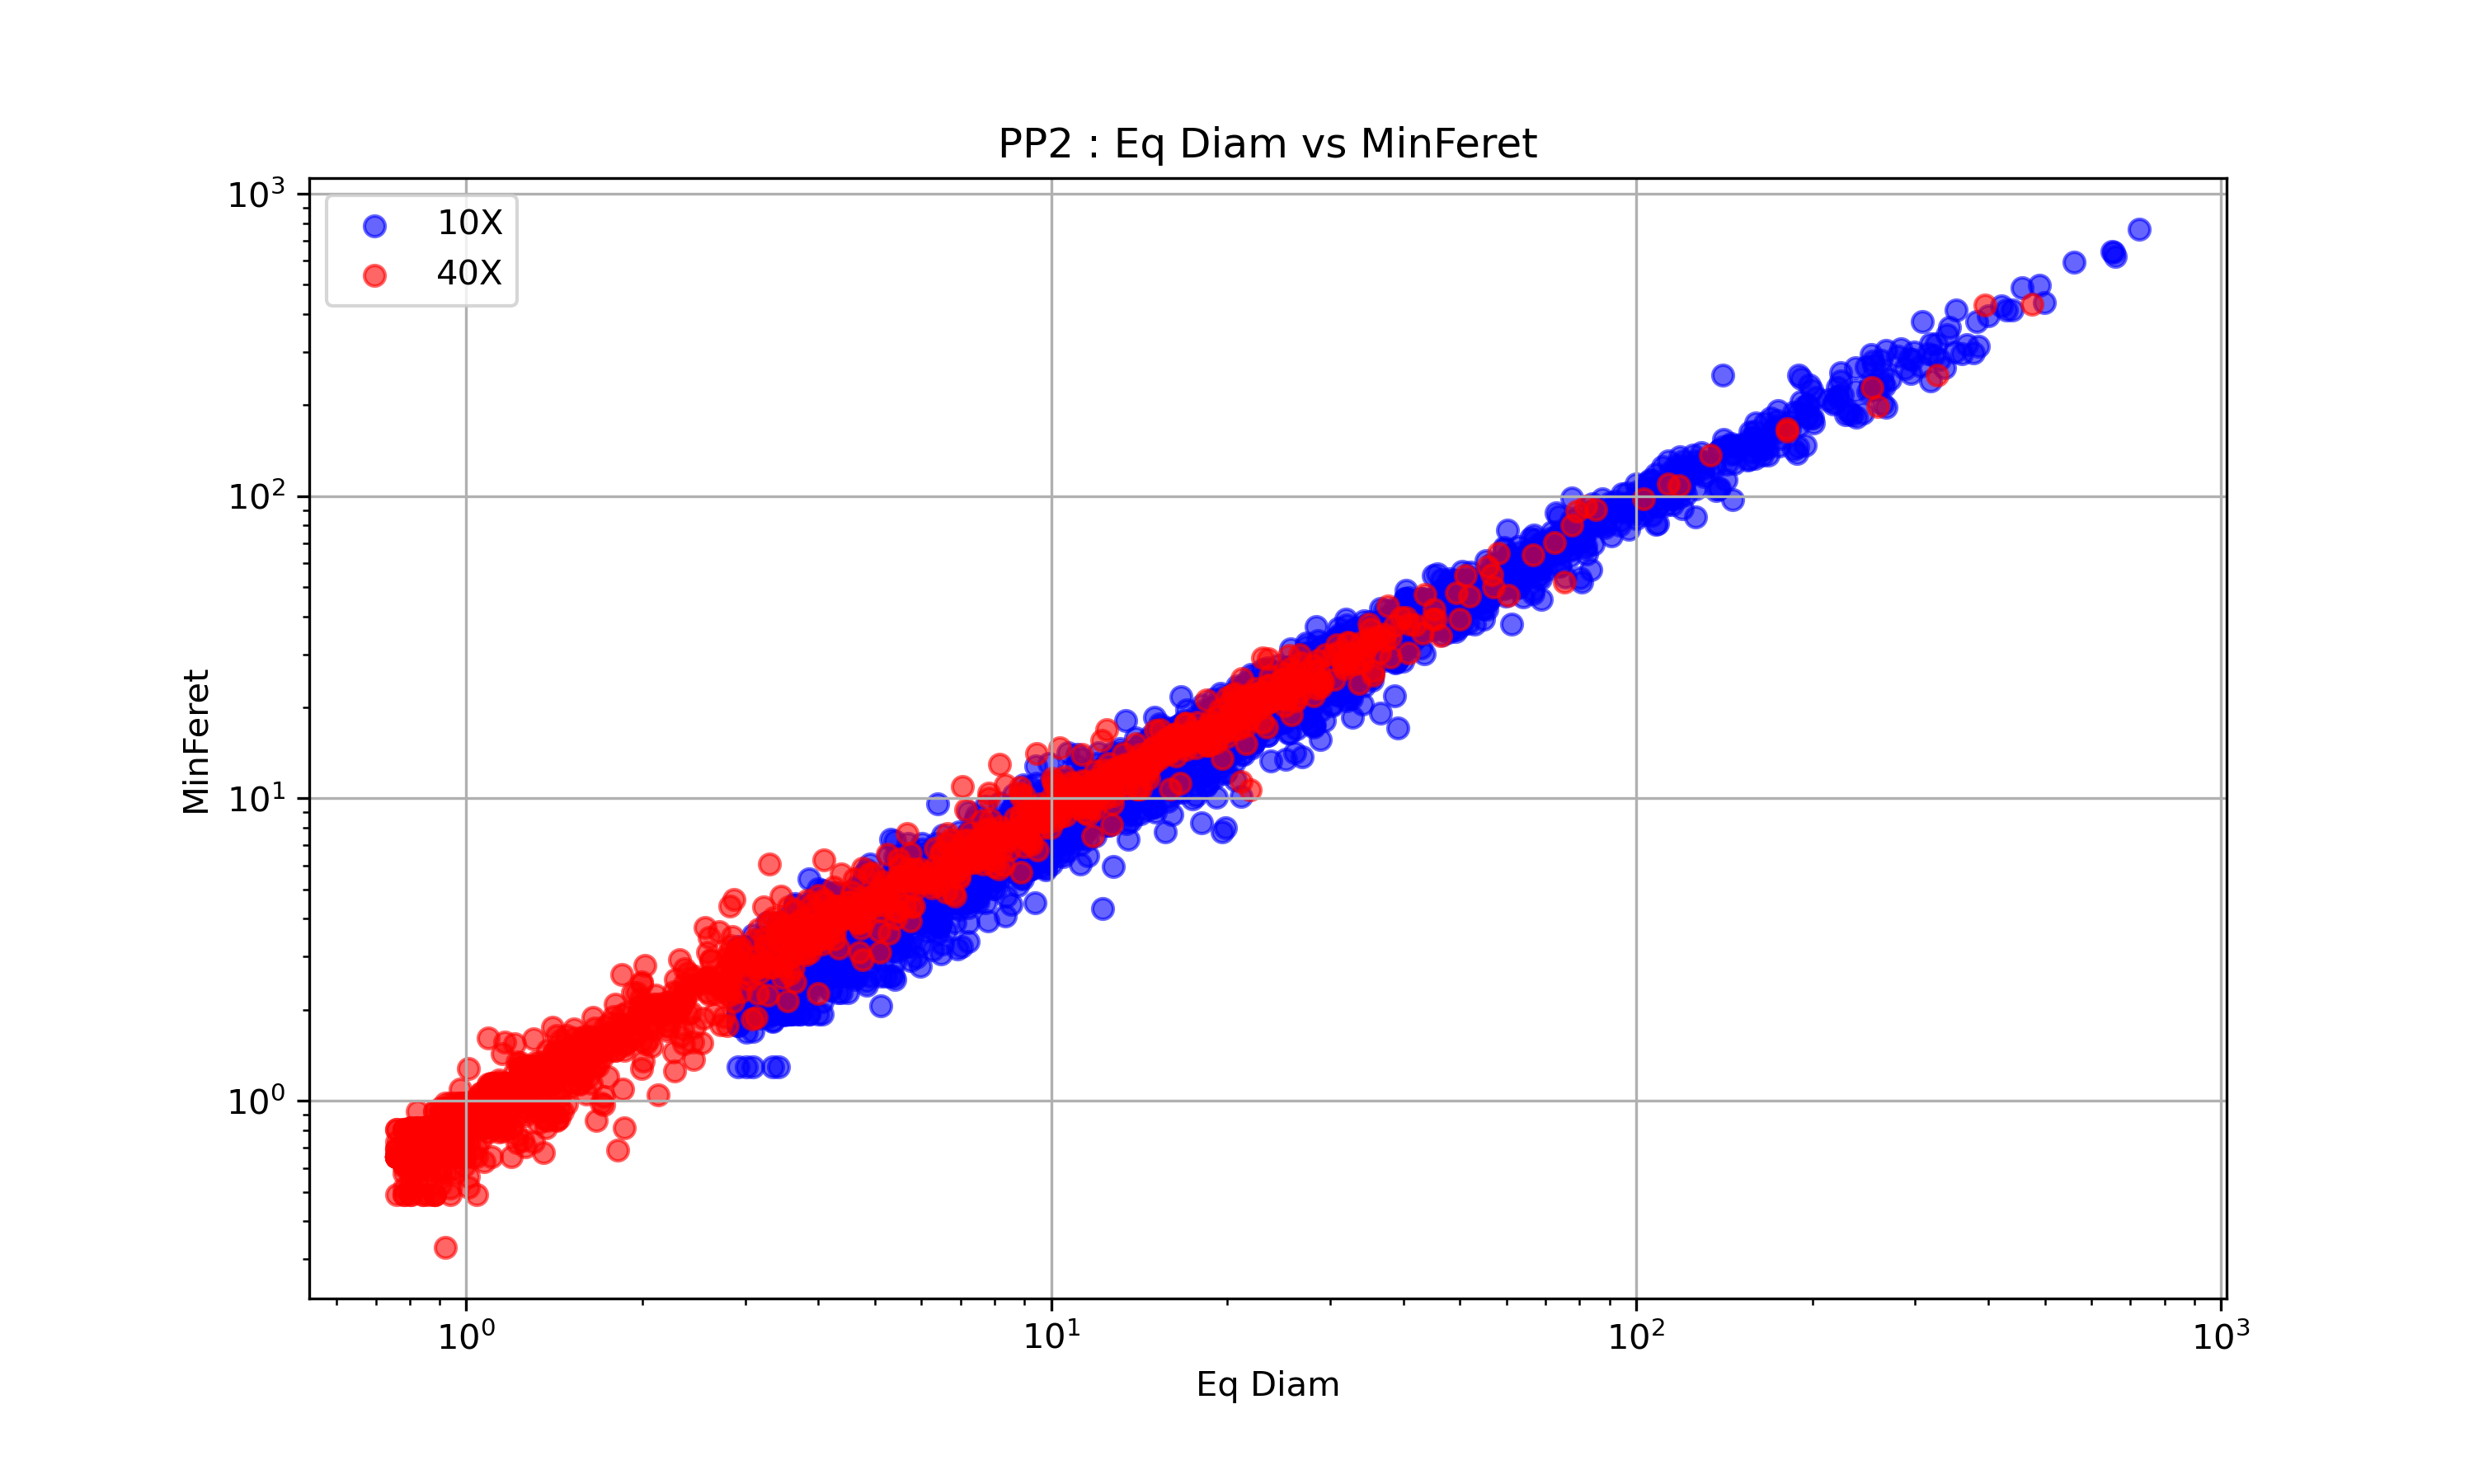 PP2 : Eq Diam vs MinFeret
10X
40X
10³
10²
10¹
10⁰
MinFeret
10⁰ 10¹ 10² 10³
Eq Diam